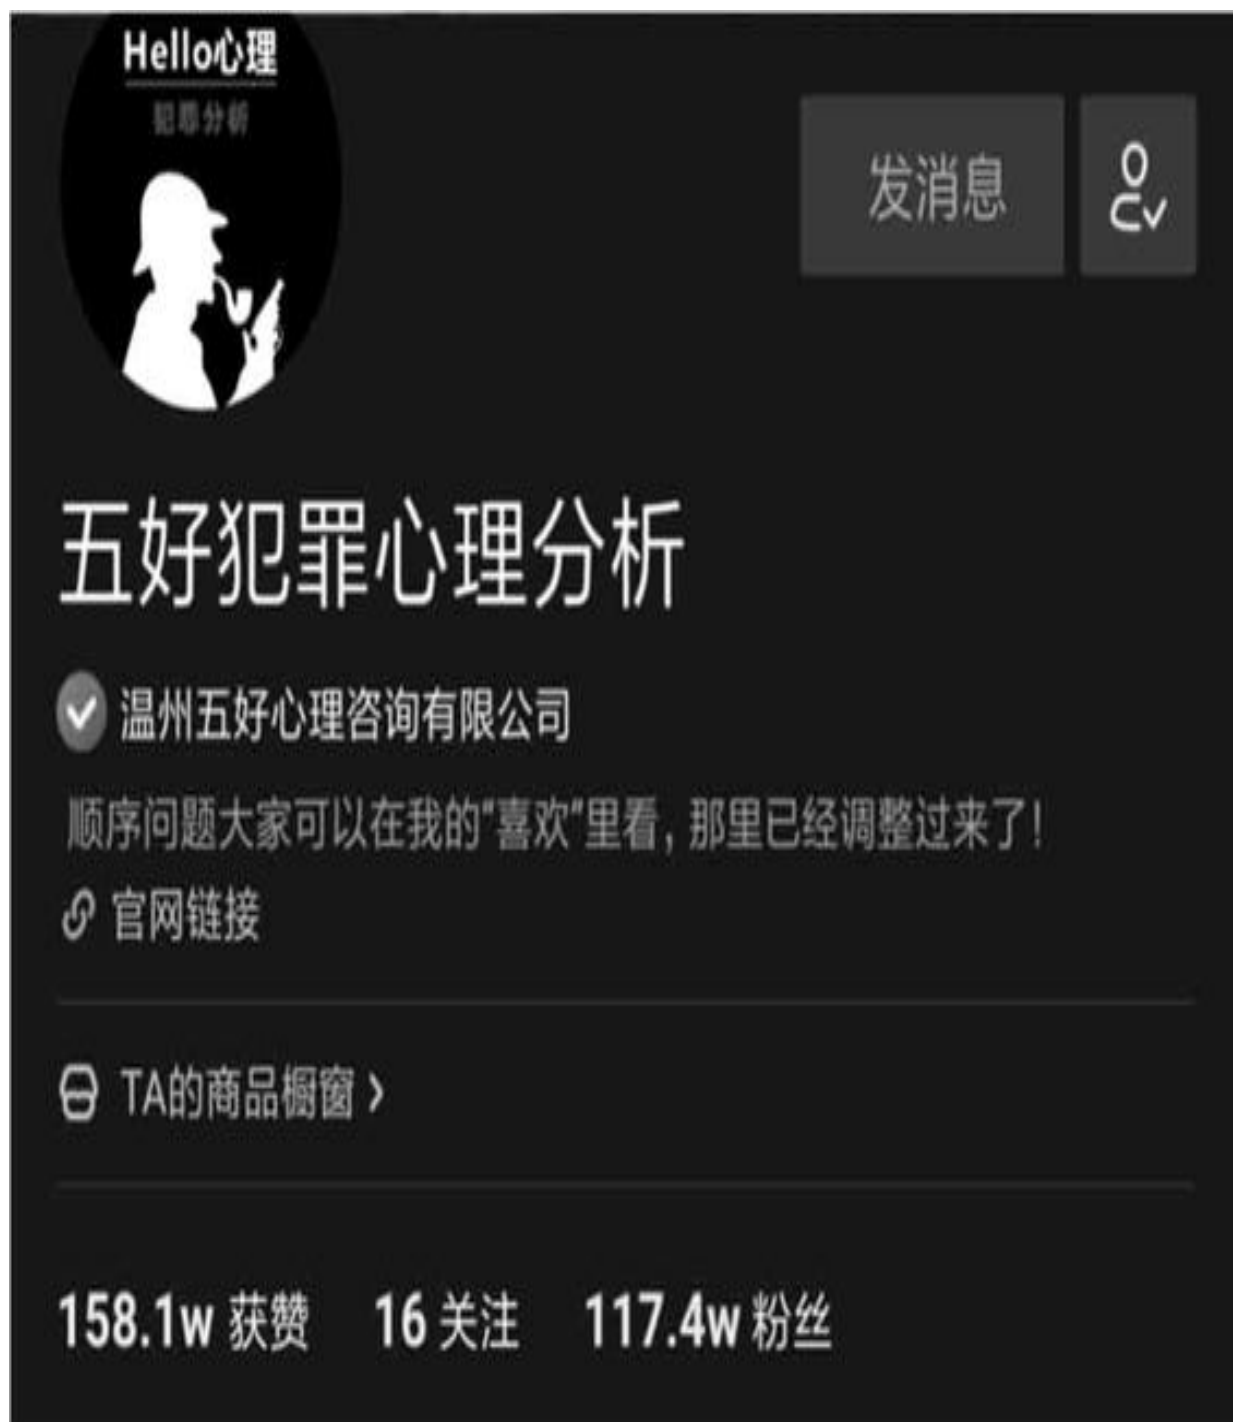 Hello心理
犯罪分析
发消息
五好犯罪心理分析
温州五好心理咨询有限公司
顺序问题大家可以在我的“喜欢”里看，那里已经调整过来了！
官网链接
TA的商品橱窗
158.1w 获赞 16 关注 117.4w 粉丝